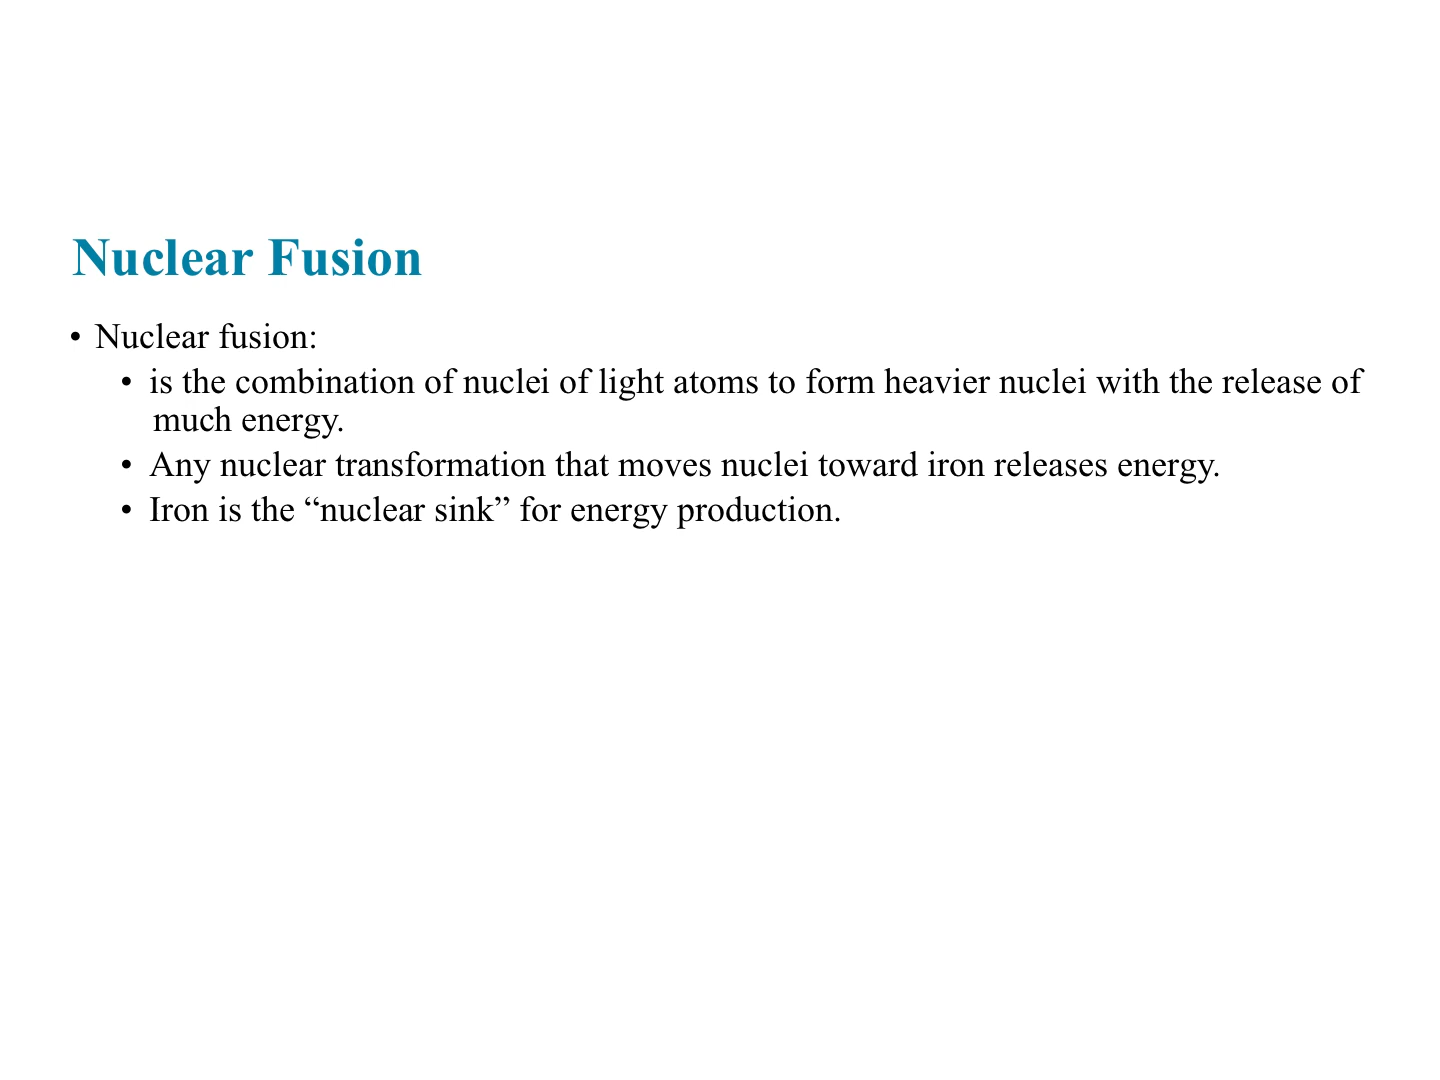 Nuclear Fusion
• Nuclear fusion:
• is the combination of nuclei of light atoms to form heavier nuclei with the release of
much energy.
• Any nuclear transformation that moves nuclei toward iron releases energy.
• Iron is the “nuclear sink” for energy production.